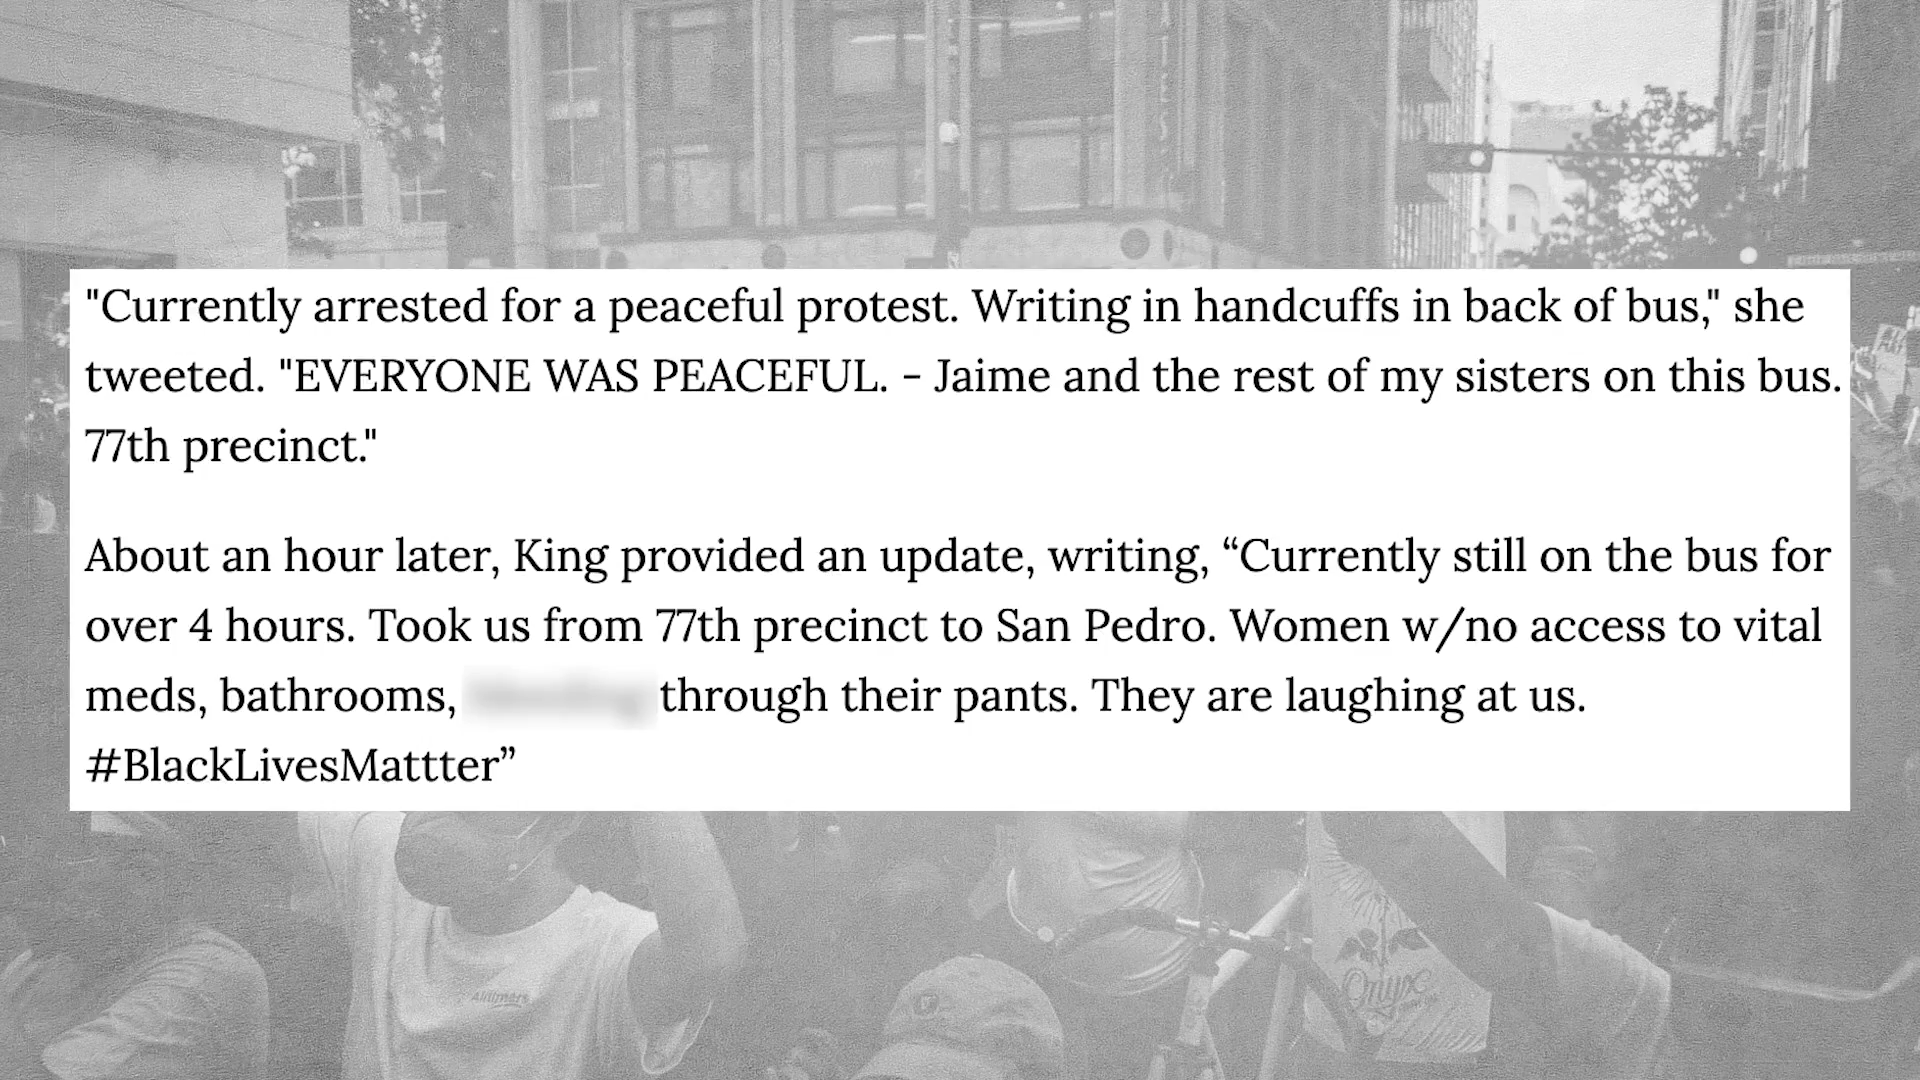 "Currently arrested for a peaceful protest. Writing in handcuffs in back of bus," she
tweeted. "EVERYONE WAS PEACEFUL. - Jaime and the rest of my sisters on this bus.
77th precinct."
About an hour later, King provided an update, writing, “Currently still on the bus for
over 4 hours. Took us from 77th precinct to San Pedro. Women w/no access to vital
meds, bathrooms, through their pants. They are laughing at us.
#BlackLivesMattter”
Onyx